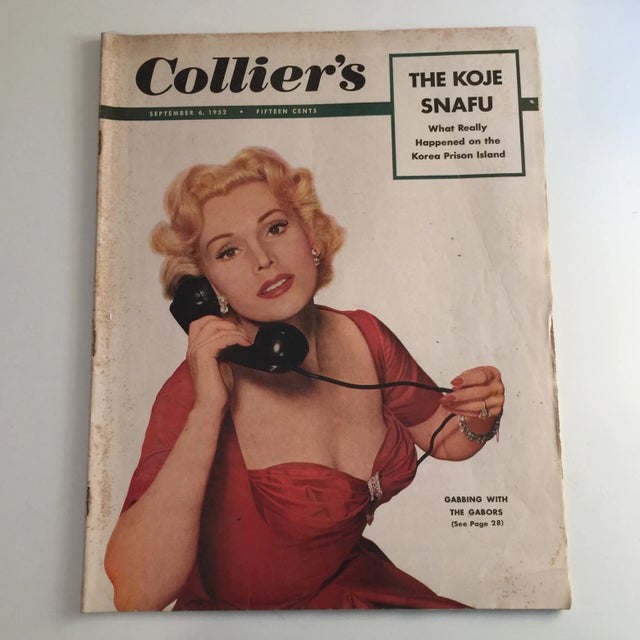 Collier's
SEPTEMBER 6, 1952 • FIFTEEN CENTS
THE KOJE
SNAFU
What Really
Happened on the
Korea Prison Island
GABBING WITH
THE GABORS
(See Page 28)